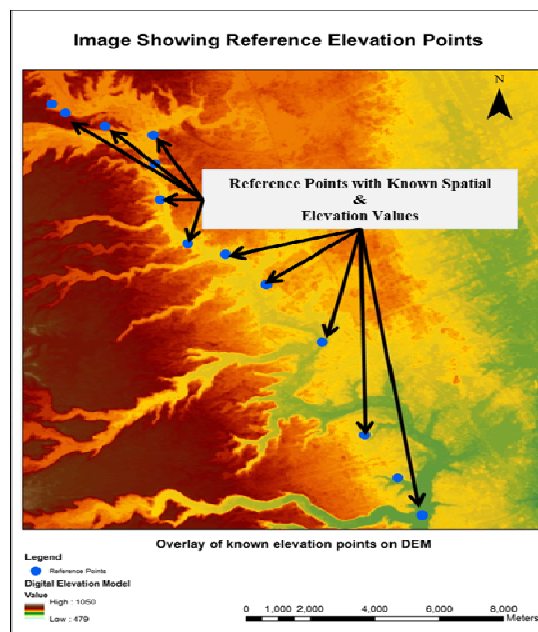 Image Showing Reference Elevation Points
N
Reference Points with Known Spatial
&
Elevation Values
Overlay of known elevation points on DEM
Legend
Reference Points
Digital Elevation Model
Value
High : 1050
Low : 479
0 1,000 2,000 4,000 6,000 8,000
Meters